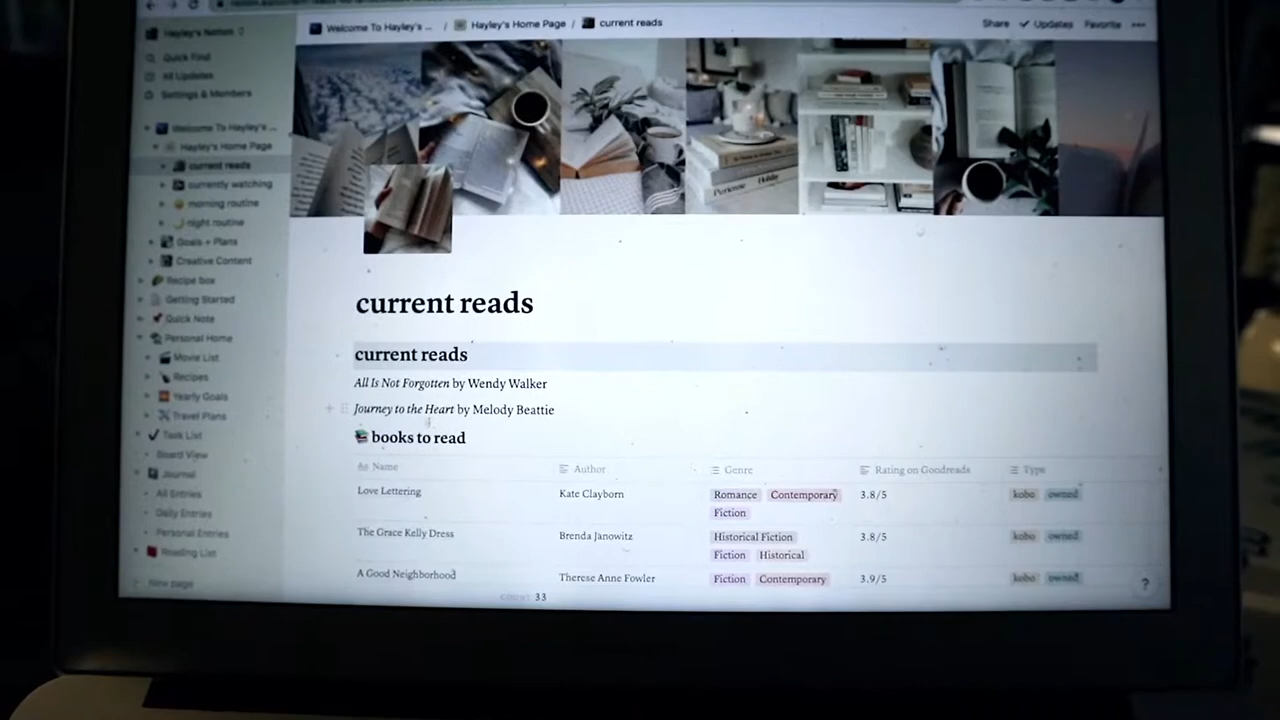 Hayley's Notion
Welcome To Hayley's ... / Hayley's Home Page / current reads
Share ✓ Updates Favorite •••
Quick Find
All Updates
Settings & Members
Welcome To Hayley's ...
Hayley's Home Page
current reads
currently watching
morning routine
night routine
Goals + Plans
Creative Content
Recipe box
Getting Started
Quick Note
Personal Home
Movie List
Recipes
Yearly Goals
Travel Plans
Task List
Board View
Journal
All Entries
Daily Entries
Personal Entries
Reading List
New page
current reads
current reads
All Is Not Forgotten by Wendy Walker
Journey to the Heart by Melody Beattie
books to read
Aa Name Author Genre Rating on Goodreads Type
Love Lettering Kate Clayborn Romance Contemporary 3.8/5 kobo owned
Fiction
The Grace Kelly Dress Brenda Janowitz Historical Fiction 3.8/5 kobo owned
Fiction Historical
A Good Neighborhood Therese Anne Fowler Fiction Contemporary 3.9/5 kobo owned
COUNT 33
?